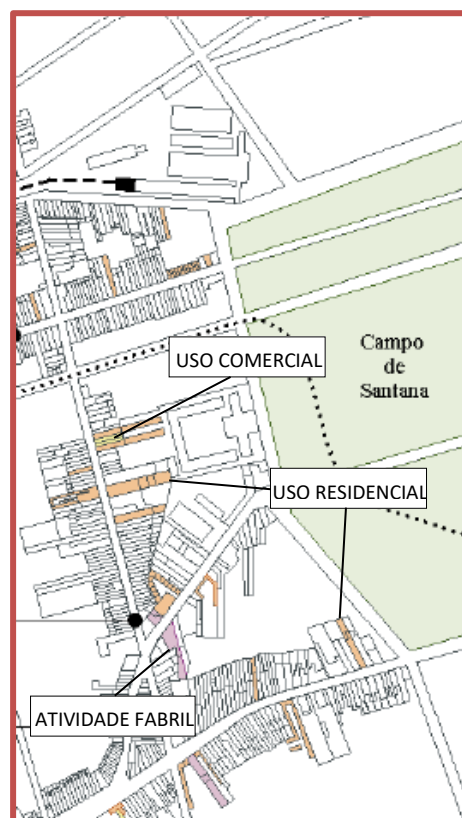 USO COMERCIAL
Campo
de
Santana
USO RESIDENCIAL
ATIVIDADE FABRIL